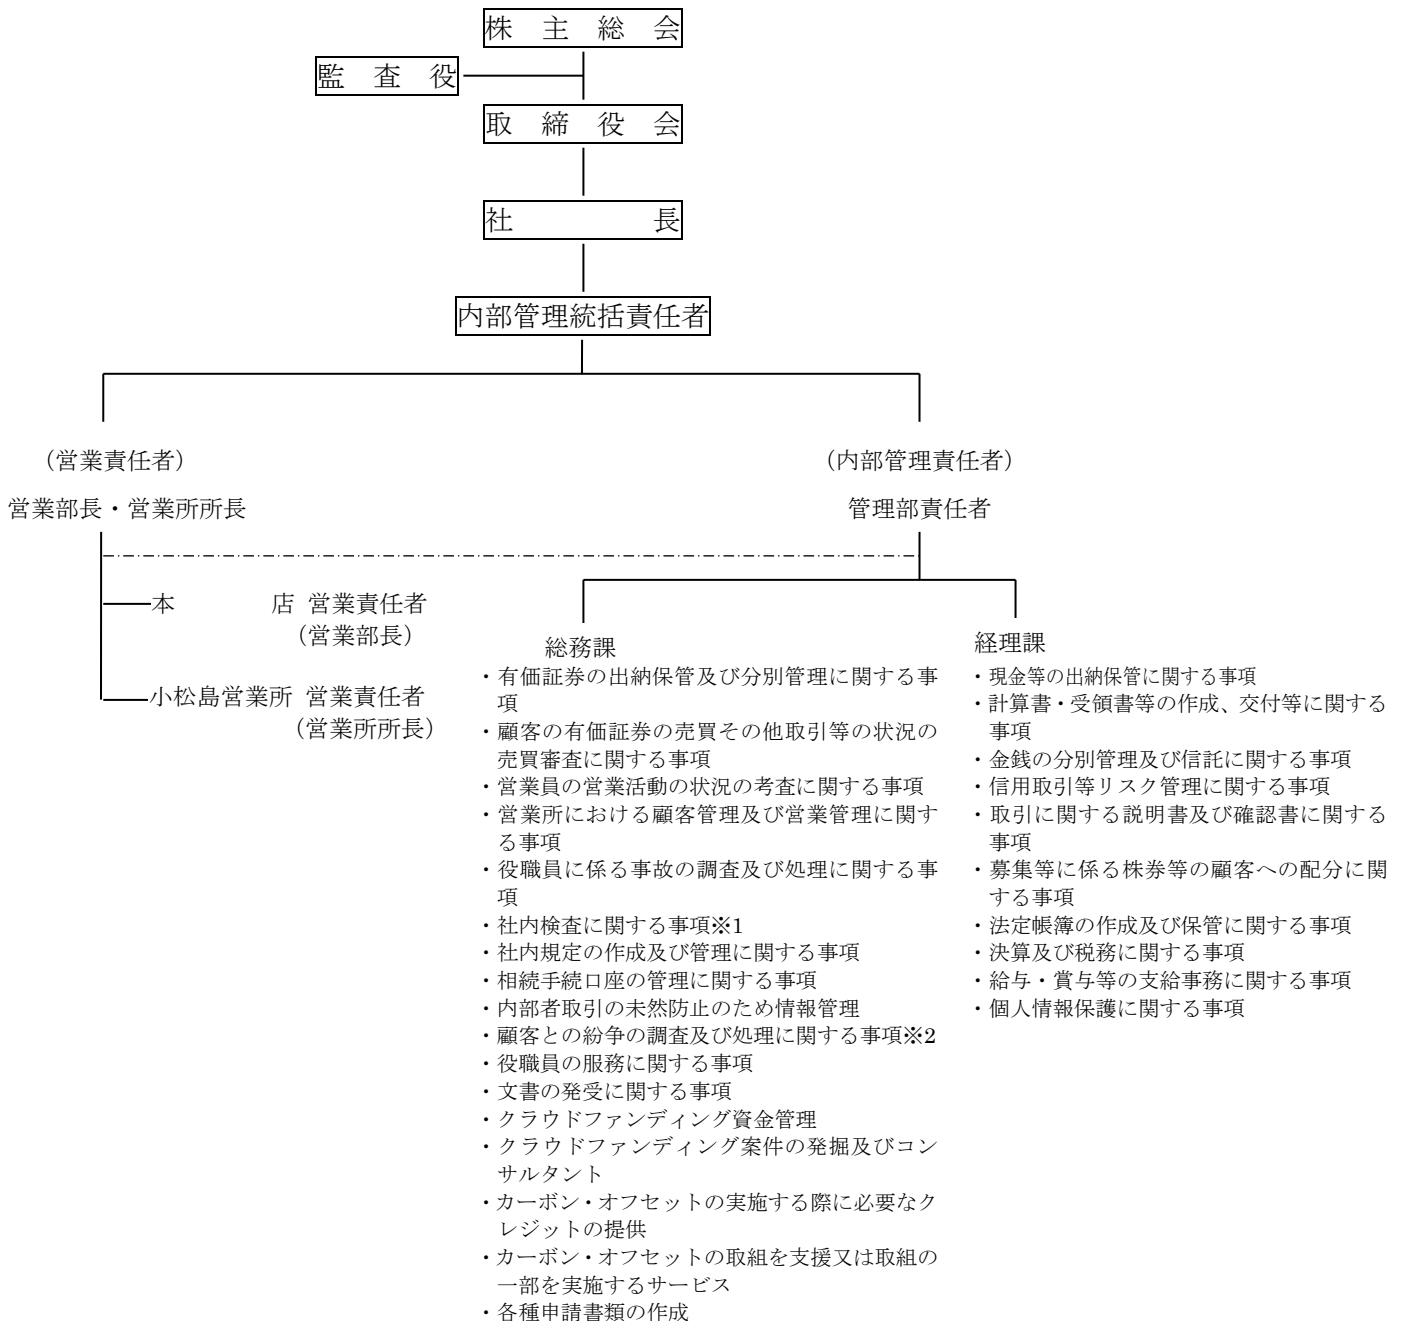 株　主　総　会
監　査　役
取　締　役　会
社　　　　　長
内部管理統括責任者
（営業責任者）
営業部長・営業所所長
本　　　　店 営業責任者
（営業部長）
小松島営業所 営業責任者
（営業所所長）
（内部管理責任者）
管理部責任者
総務課
・有価証券の出納保管及び分別管理に関する事
項
・顧客の有価証券の売買その他取引等の状況の
売買審査に関する事項
・営業員の営業活動の状況の考査に関する事項
・営業所における顧客管理及び営業管理に関す
る事項
・役職員に係る事故の調査及び処理に関する事
項
・社内検査に関する事項※1
・社内規定の作成及び管理に関する事項
・相続手続口座の管理に関する事項
・内部者取引の未然防止のため情報管理
・顧客との紛争の調査及び処理に関する事項※2
・役職員の服務に関する事項
・文書の発受に関する事項
・クラウドファンディング資金管理
・クラウドファンディング案件の発掘及びコン
サルタント
・カーボン・オフセットの実施する際に必要なク
レジットの提供
・カーボン・オフセットの取組を支援又は取組の
一部を実施するサービス
・各種申請書類の作成
経理課
・現金等の出納保管に関する事項
・計算書・受領書等の作成、交付等に関する
事項
・金銭の分別管理及び信託に関する事項
・信用取引等リスク管理に関する事項
・取引に関する説明書及び確認書に関する
事項
・募集等に係る株券等の顧客への配分に関
する事項
・法定帳簿の作成及び保管に関する事項
・決算及び税務に関する事項
・給与・賞与等の支給事務に関する事項
・個人情報保護に関する事項